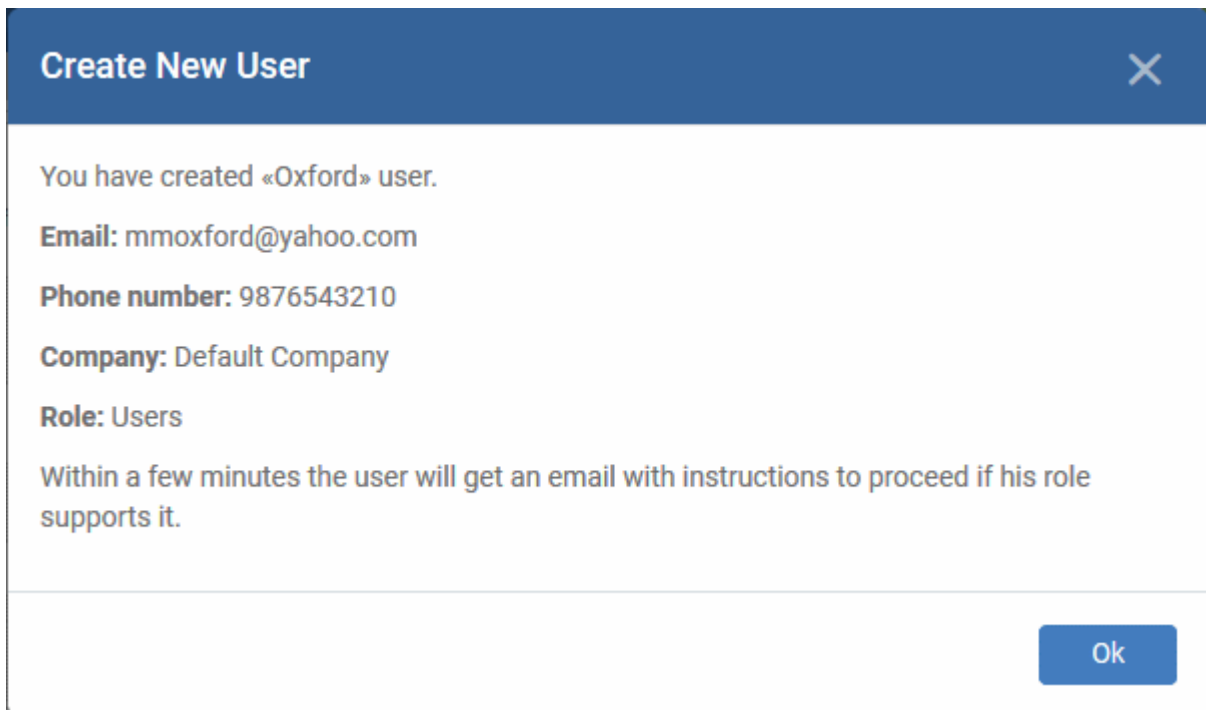 Create New User
You have created «Oxford» user.
Email: mmoxford@yahoo.com
Phone number: 9876543210
Company: Default Company
Role: Users
Within a few minutes the user will get an email with instructions to proceed if his role
supports it.
Ok